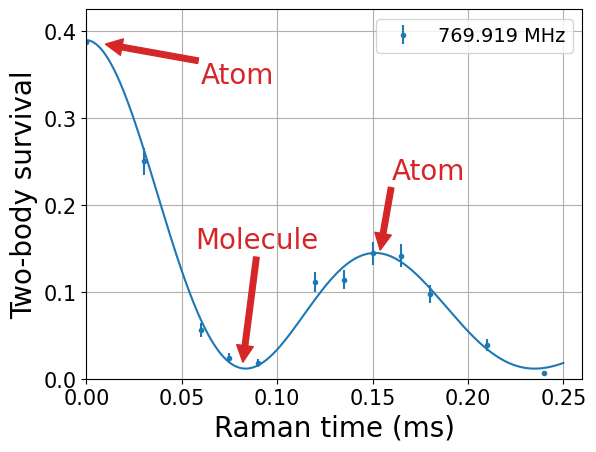 769.919 MHz
Atom
Atom
Molecule
Two-body survival
0.4
0.3
0.2
0.1
0.0
0.00 0.05 0.10 0.15 0.20 0.25
Raman time (ms)